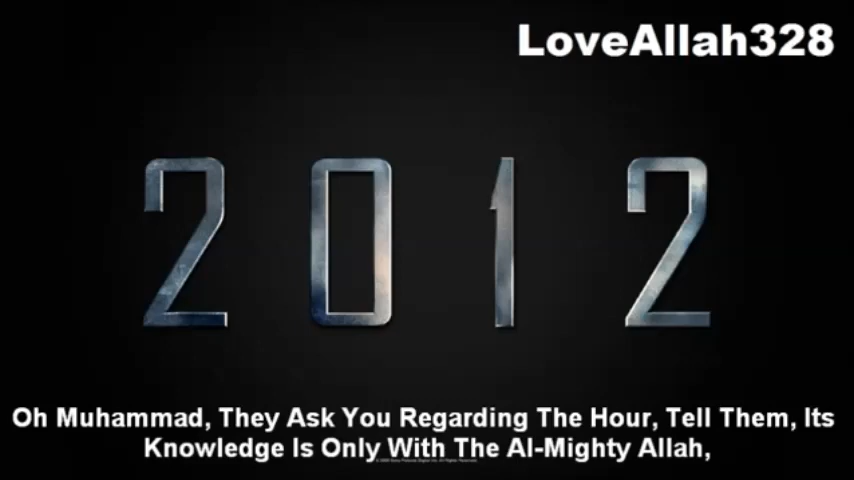 LoveAllah328
2012
Oh Muhammad, They Ask You Regarding The Hour, Tell Them, Its
Knowledge Is Only With The Al-Mighty Allah,